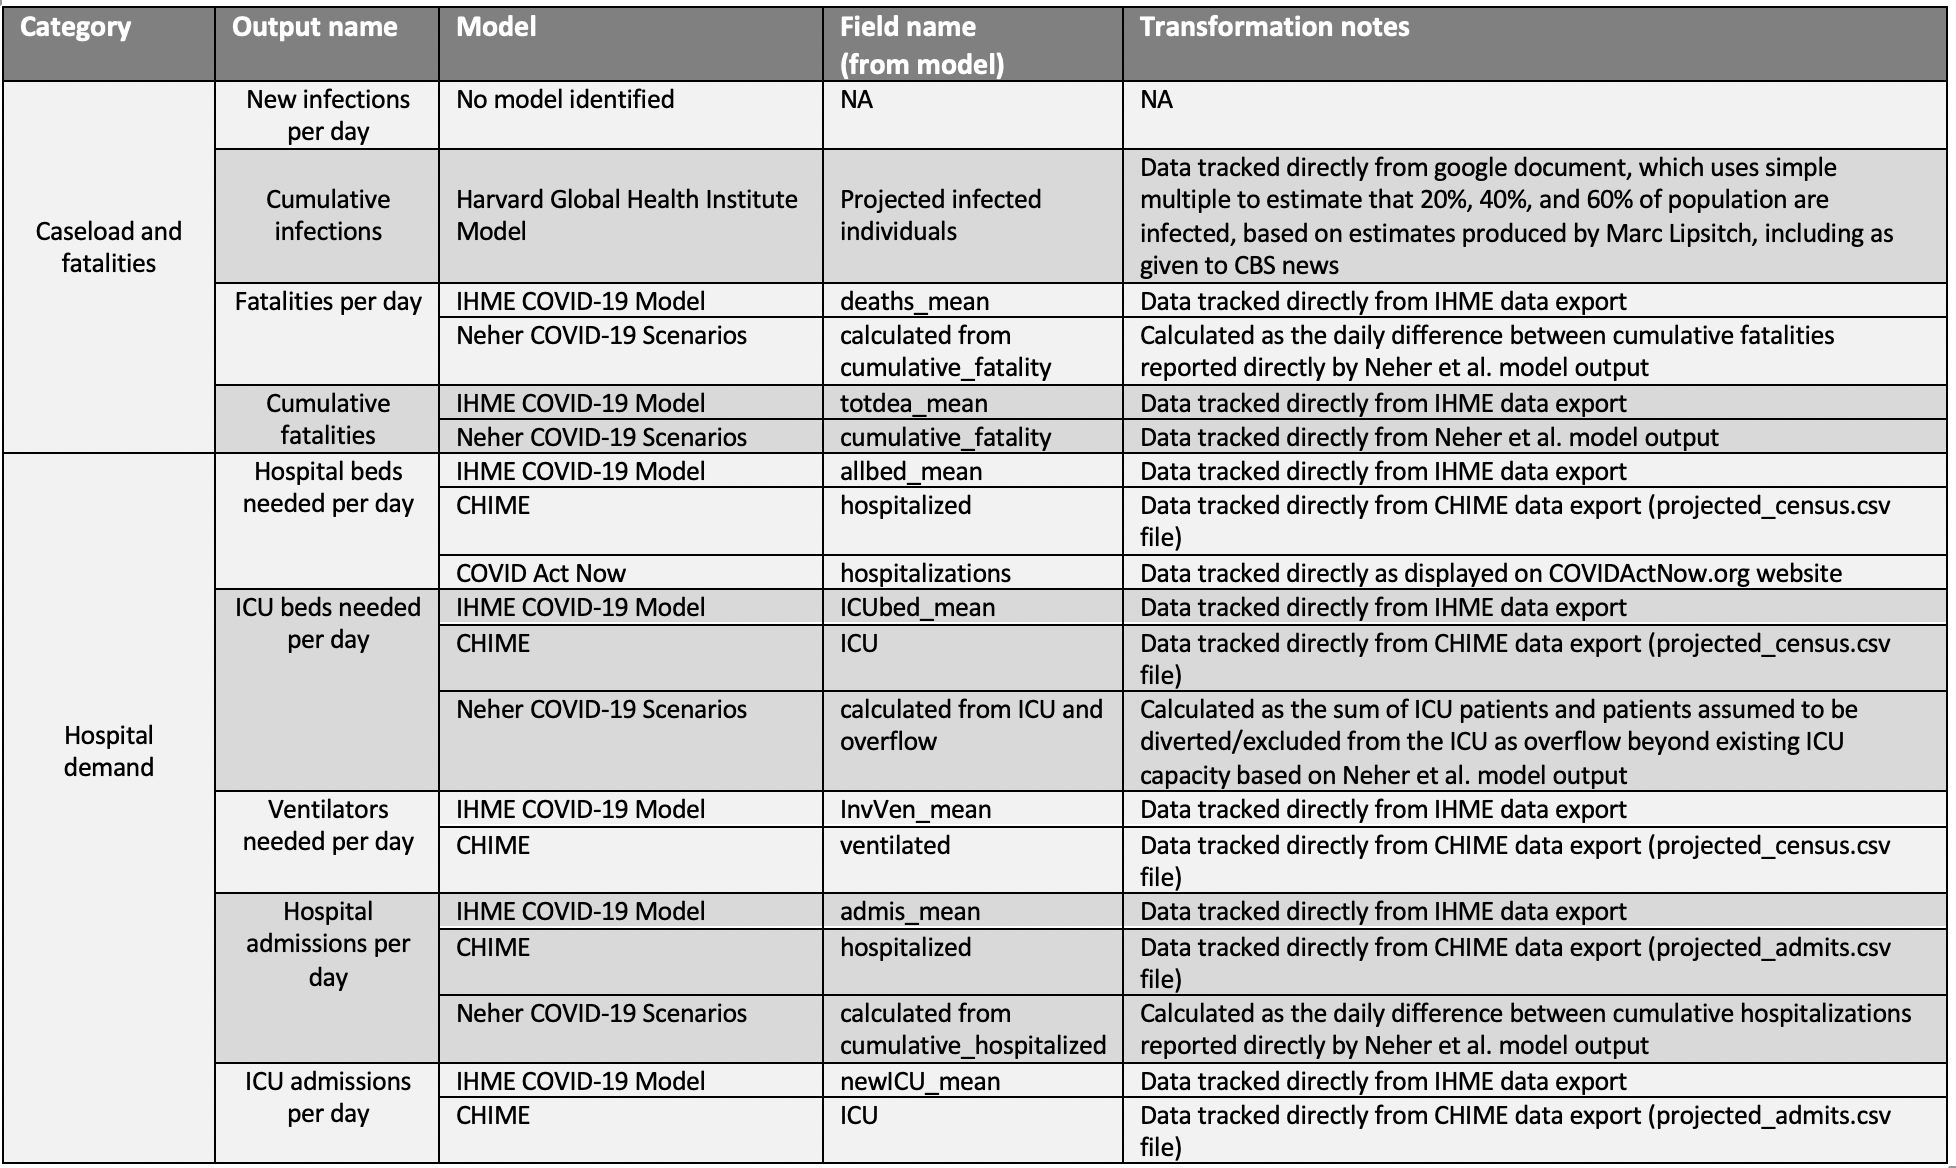 Category
Output name
Model
Field name
(from model)
Transformation notes
Caseload and
fatalities
New infections
per day
No model identified
NA
NA
Cumulative
infections
Harvard Global Health Institute
Model
Projected infected
individuals
Data tracked directly from google document, which uses simple
multiple to estimate that 20%, 40%, and 60% of population are
infected, based on estimates produced by Marc Lipsitch, including as
given to CBS news
Fatalities per day
IHME COVID-19 Model
deaths_mean
Data tracked directly from IHME data export
Neher COVID-19 Scenarios
calculated from
cumulative_fatality
Calculated as the daily difference between cumulative fatalities
reported directly by Neher et al. model output
Cumulative
fatalities
IHME COVID-19 Model
totdea_mean
Data tracked directly from IHME data export
Neher COVID-19 Scenarios
cumulative_fatality
Data tracked directly from Neher et al. model output
Hospital
demand
Hospital beds
needed per day
IHME COVID-19 Model
allbed_mean
Data tracked directly from IHME data export
CHIME
hospitalized
Data tracked directly from CHIME data export (projected_census.csv
file)
COVID Act Now
hospitalizations
Data tracked directly as displayed on COVIDActNow.org website
ICU beds needed
per day
IHME COVID-19 Model
ICUbed_mean
Data tracked directly from IHME data export
CHIME
ICU
Data tracked directly from CHIME data export (projected_census.csv
file)
Neher COVID-19 Scenarios
calculated from ICU and
overflow
Calculated as the sum of ICU patients and patients assumed to be
diverted/excluded from the ICU as overflow beyond existing ICU
capacity based on Neher et al. model output
Ventilators
needed per day
IHME COVID-19 Model
InvVen_mean
Data tracked directly from IHME data export
CHIME
ventilated
Data tracked directly from CHIME data export (projected_census.csv
file)
Hospital
admissions per
day
IHME COVID-19 Model
admis_mean
Data tracked directly from IHME data export
CHIME
hospitalized
Data tracked directly from CHIME data export (projected_admits.csv
file)
Neher COVID-19 Scenarios
calculated from
cumulative_hospitalized
Calculated as the daily difference between cumulative hospitalizations
reported directly by Neher et al. model output
ICU admissions
per day
IHME COVID-19 Model
newICU_mean
Data tracked directly from IHME data export
CHIME
ICU
Data tracked directly from CHIME data export (projected_admits.csv
file)